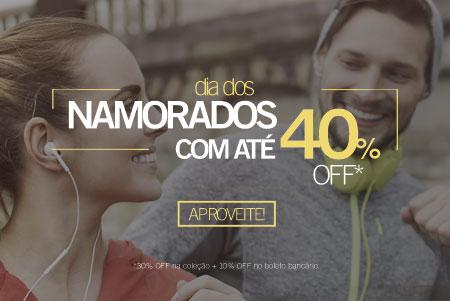 dia dos
NAMORADOS
COM ATÉ 40%
OFF*
APROVEITE!
*30% OFF na coleção + 10% OFF no boleto bancário.